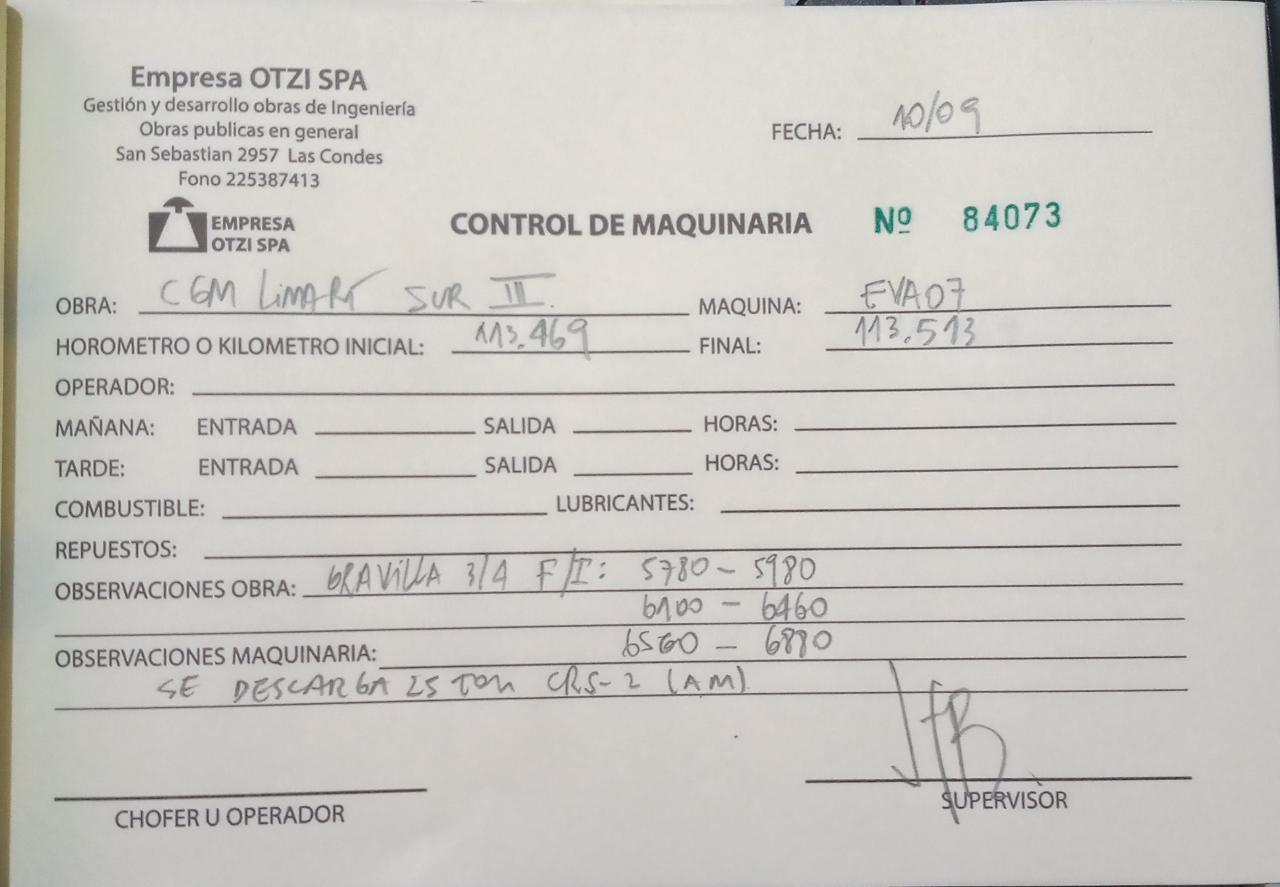 Empresa OTZI SPA
Gestión y desarrollo obras de Ingeniería
Obras publicas en general
San Sebastian 2957 Las Condes
Fono 225387413
FECHA: 10/09
EMPRESA
OTZI SPA
CONTROL DE MAQUINARIA Nº 84073
OBRA: CGM LiMARÍ SUR III. MAQUINA: EVA07
HOROMETRO O KILOMETRO INICIAL: 113.469 FINAL: 113.513
OPERADOR:
MAÑANA: ENTRADA SALIDA HORAS:
TARDE: ENTRADA SALIDA HORAS:
COMBUSTIBLE: LUBRICANTES:
REPUESTOS:
OBSERVACIONES OBRA: GRAVILLA 3/4 F/I: 5780 - 5980
6100 - 6460
6560 - 6880
OBSERVACIONES MAQUINARIA:
SE DESCARGA 25 TON CRS-2 (AM)
CHOFER U OPERADOR
SUPERVISOR